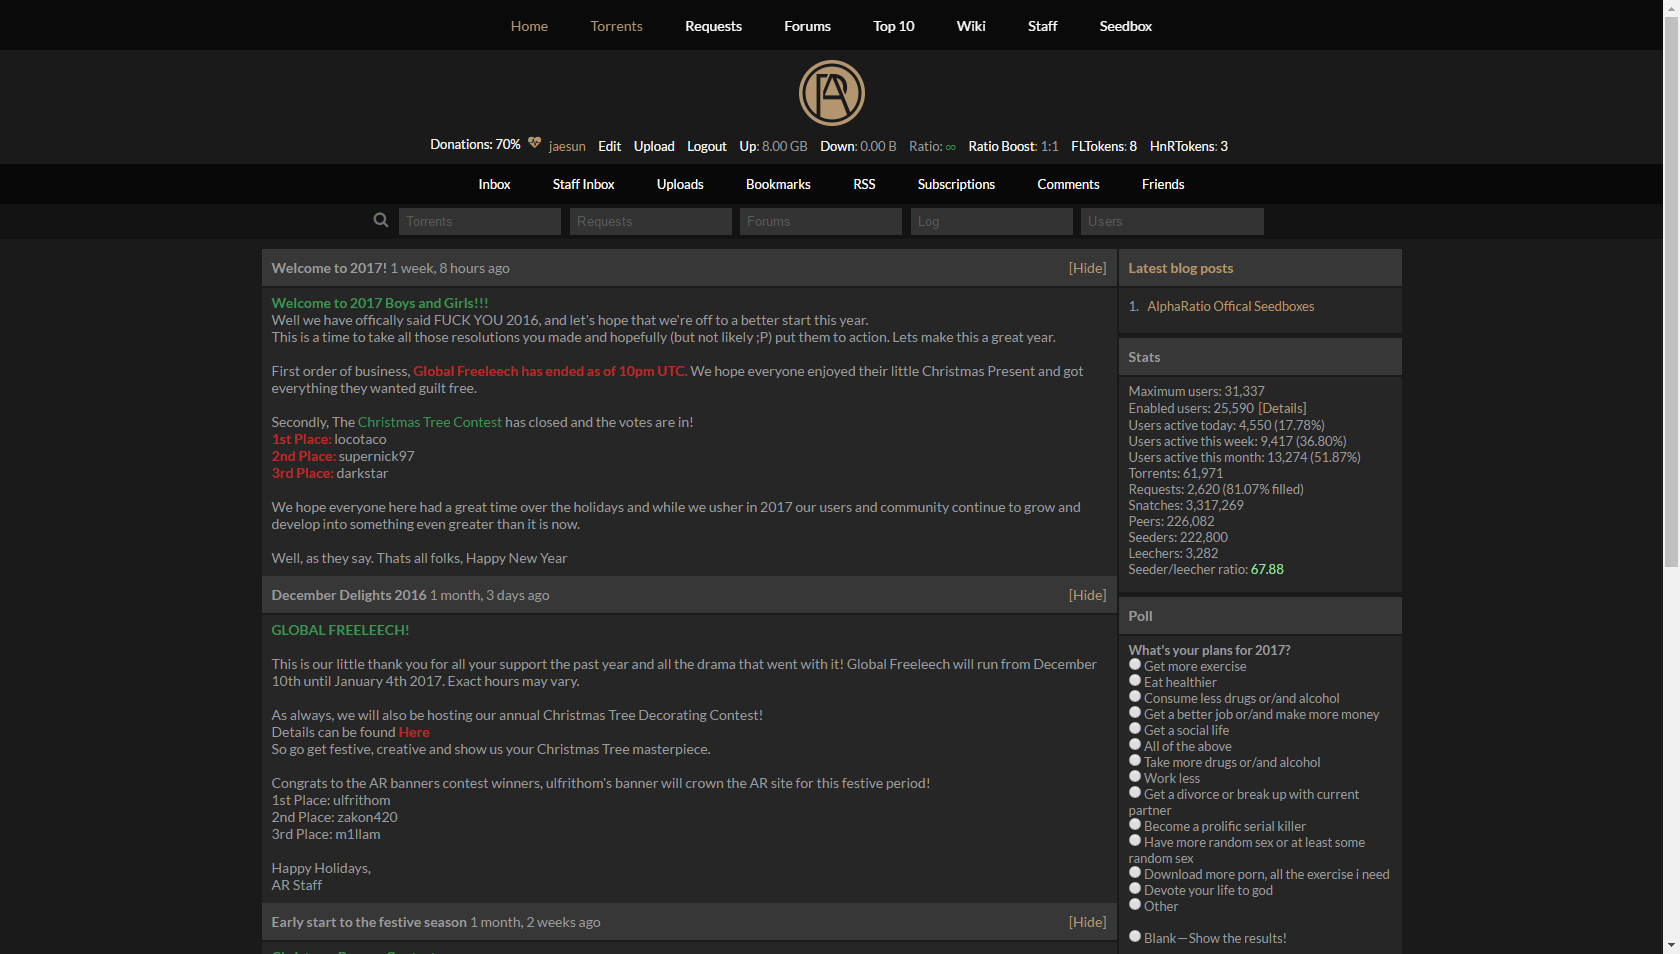 Home Torrents Requests Forums Top 10 Wiki Staff Seedbox
Donations: 70% jaesun Edit Upload Logout Up: 8.00 GB Down: 0.00 B Ratio: ∞ Ratio Boost: 1:1 FLTokens: 8 HnRTokens: 3
Inbox Staff Inbox Uploads Bookmarks RSS Subscriptions Comments Friends
Torrents Requests Forums Log Users
Welcome to 2017! 1 week, 8 hours ago [Hide]
Welcome to 2017 Boys and Girls!!!
Well we have offically said FUCK YOU 2016, and let's hope that we're off to a better start this year.
This is a time to take all those resolutions you made and hopefully (but not likely ;P) put them to action. Lets make this a great year.
First order of business, Global Freeleech has ended as of 10pm UTC. We hope everyone enjoyed their little Christmas Present and got
everything they wanted guilt free.
Secondly, The Christmas Tree Contest has closed and the votes are in!
1st Place: locotaco
2nd Place: supernick97
3rd Place: darkstar
We hope everyone here had a great time over the holidays and while we usher in 2017 our users and community continue to grow and
develop into something even greater than it is now.
Well, as they say. Thats all folks, Happy New Year
December Delights 2016 1 month, 3 days ago [Hide]
GLOBAL FREELEECH!
This is our little thank you for all your support the past year and all the drama that went with it! Global Freeleech will run from December
10th until January 4th 2017. Exact hours may vary.
As always, we will also be hosting our annual Christmas Tree Decorating Contest!
Details can be found Here
So go get festive, creative and show us your Christmas Tree masterpiece.
Congrats to the AR banners contest winners, ulfrithom's banner will crown the AR site for this festive period!
1st Place: ulfrithom
2nd Place: zakon420
3rd Place: m1llam
Happy Holidays,
AR Staff
Early start to the festive season 1 month, 2 weeks ago [Hide]
Latest blog posts
1. AlphaRatio Offical Seedboxes
Stats
Maximum users: 31,337
Enabled users: 25,590 [Details]
Users active today: 4,550 (17.78%)
Users active this week: 9,417 (36.80%)
Users active this month: 13,274 (51.87%)
Torrents: 61,971
Requests: 2,620 (81.07% filled)
Snatches: 3,317,269
Peers: 226,082
Seeders: 222,800
Leechers: 3,282
Seeder/leecher ratio: 67.88
Poll
What's your plans for 2017?
Get more exercise
Eat healthier
Consume less drugs or/and alcohol
Get a better job or/and make more money
Get a social life
All of the above
Take more drugs or/and alcohol
Work less
Get a divorce or break up with current
partner
Become a prolific serial killer
Have more random sex or at least some
random sex
Download more porn, all the exercise i need
Devote your life to god
Other
Blank—Show the results!